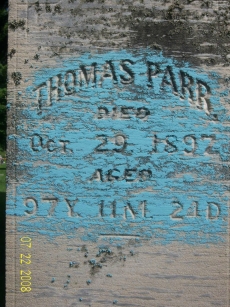 THOMAS PARR.
DIED
OCT 29 1897
AGED
97Y. 11M. 21D
07 22 2008